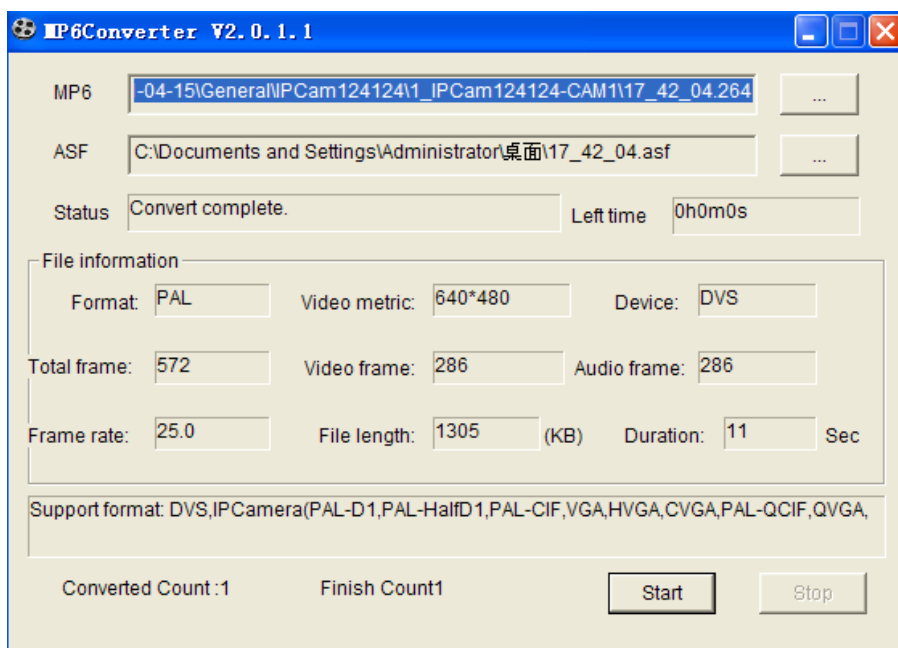 MP6Converter V2.0.1.1
MP6 -04-15\General\IPCam124124\1_IPCam124124-CAM1\17_42_04.264 ...
ASF C:\Documents and Settings\Administrator\桌面\17_42_04.asf ...
Status Convert complete. Left time 0h0m0s
File information
Format: PAL Video metric: 640*480 Device: DVS
Total frame: 572 Video frame: 286 Audio frame: 286
Frame rate: 25.0 File length: 1305 (KB) Duration: 11 Sec
Support format: DVS,IPCamera(PAL-D1,PAL-HalfD1,PAL-CIF,VGA,HVGA,CVGA,PAL-QCIF,QVGA,
Converted Count :1 Finish Count1 Start Stop